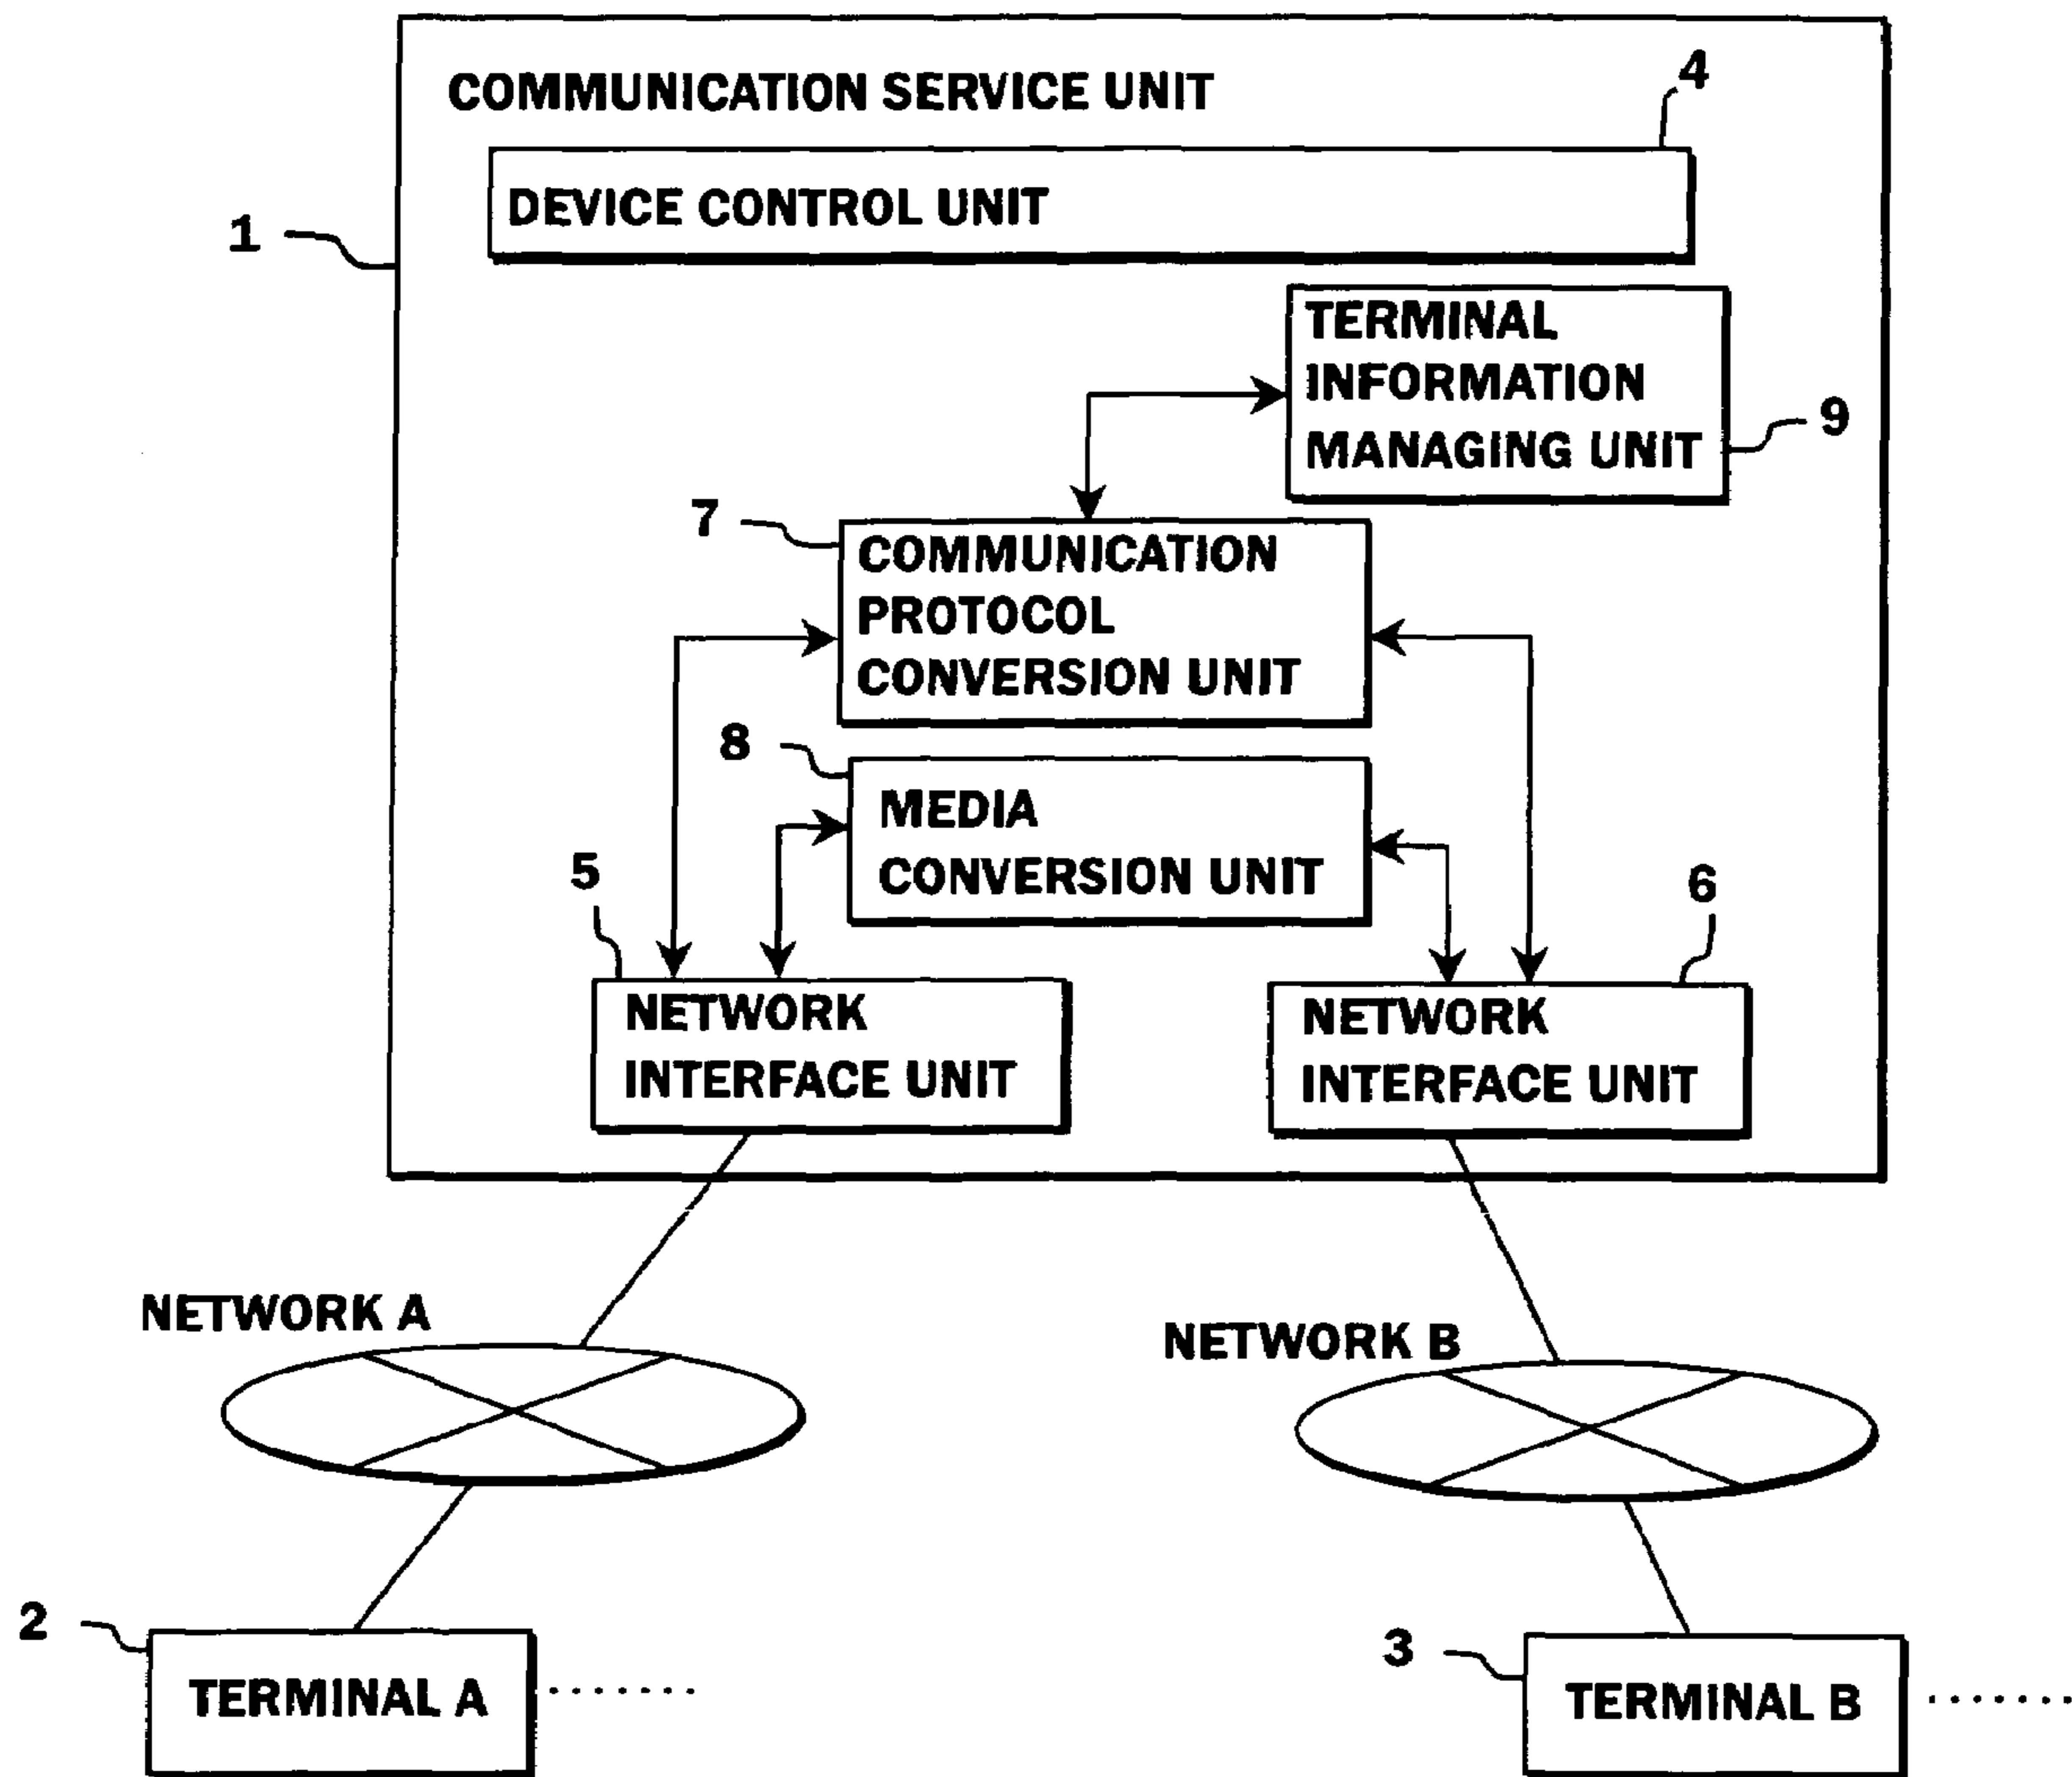 COMMUNICATION SERVICE UNIT
4
DEVICE CONTROL UNIT
1
TERMINAL
INFORMATION
MANAGING UNIT
9
7
COMMUNICATION
PROTOCOL
CONVERSION UNIT
8
MEDIA
CONVERSION UNIT
5
6
NETWORK
INTERFACE UNIT
NETWORK
INTERFACE UNIT
NETWORK A
NETWORK B
2
TERMINAL A .......
3
TERMINAL B .......